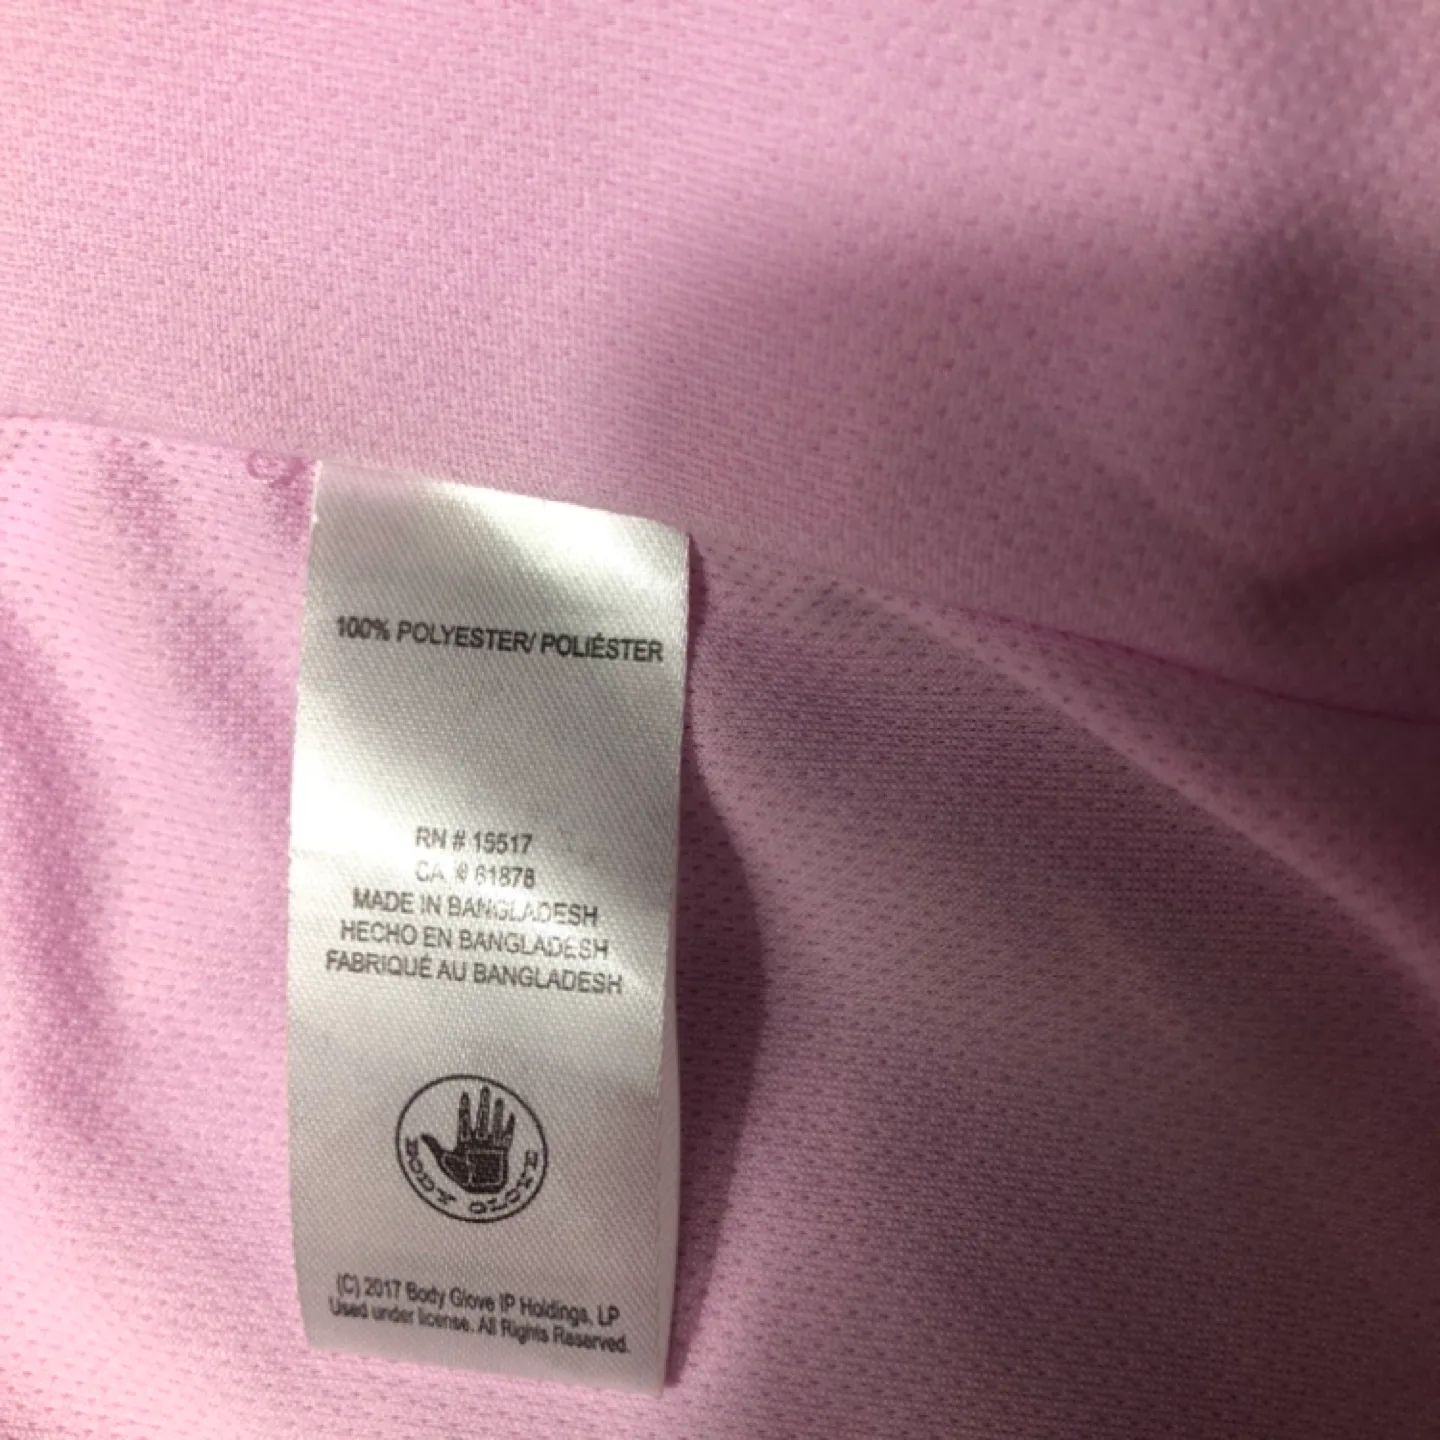 100% POLYESTER/ POLIÉSTER
RN # 15517
CA # 61878
MADE IN BANGLADESH
HECHO EN BANGLADESH
FABRIQUÉ AU BANGLADESH
BODY GLOVE
(C) 2017 Body Glove IP Holdings, LP
Used under license. All Rights Reserved.